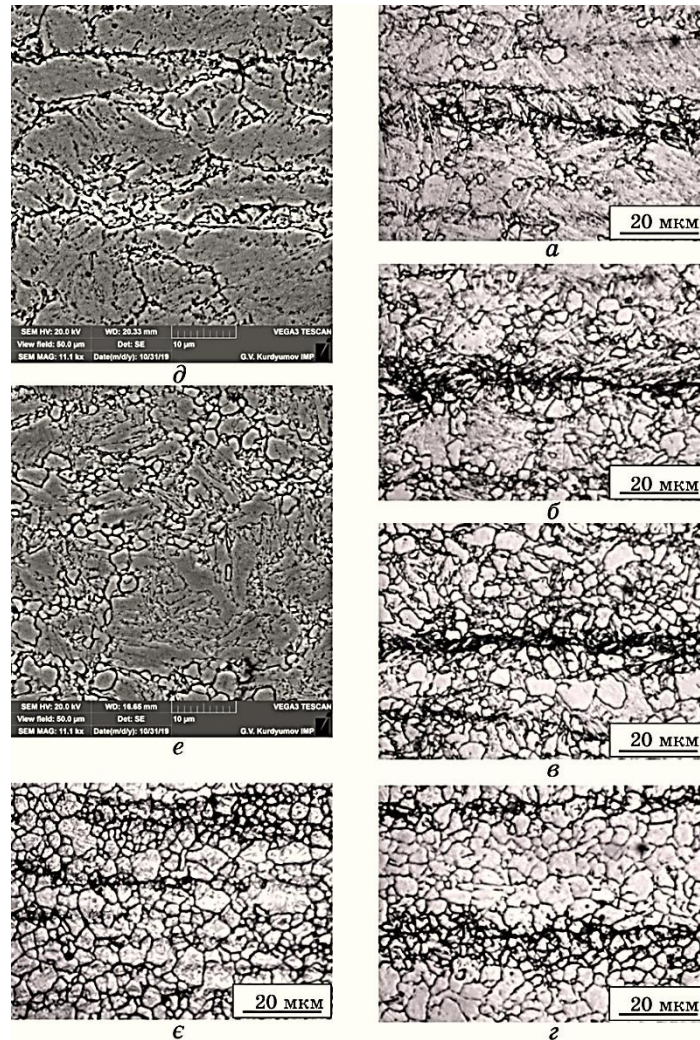 SEM HV: 20.0 kV WD: 20.33 mm VEGA3 TESCAN
View field: 50.0 µm Det: SE 10 µm
SEM MAG: 11.1 kx Date(m/d/y): 10/31/19 G.V. Kurdyumov IMP
д
20 мкм
а
20 мкм
б
SEM HV: 20.0 kV WD: 16.65 mm VEGA3 TESCAN
View field: 50.0 µm Det: SE 10 µm
SEM MAG: 11.1 kx Date(m/d/y): 10/31/19 G.V. Kurdyumov IMP
е
20 мкм
в
20 мкм
є
20 мкм
г